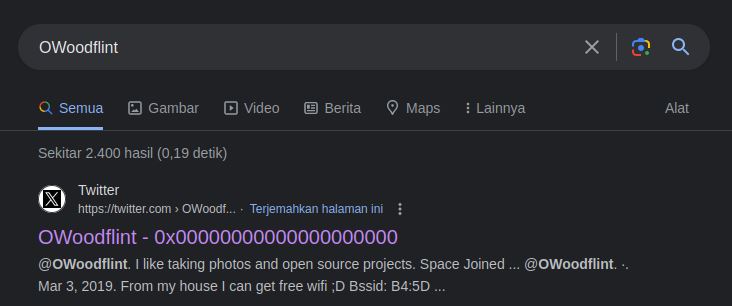 OWoodflint
Semua Gambar Video Berita Maps Lainnya Alat
Sekitar 2.400 hasil (0,19 detik)
Twitter
https://twitter.com › OWoodf... · Terjemahkan halaman ini
OWoodflint - 0x00000000000000000000
@OWoodflint. I like taking photos and open source projects. Space Joined ... @OWoodflint. ·.
Mar 3, 2019. From my house I can get free wifi ;D Bssid: B4:5D ...